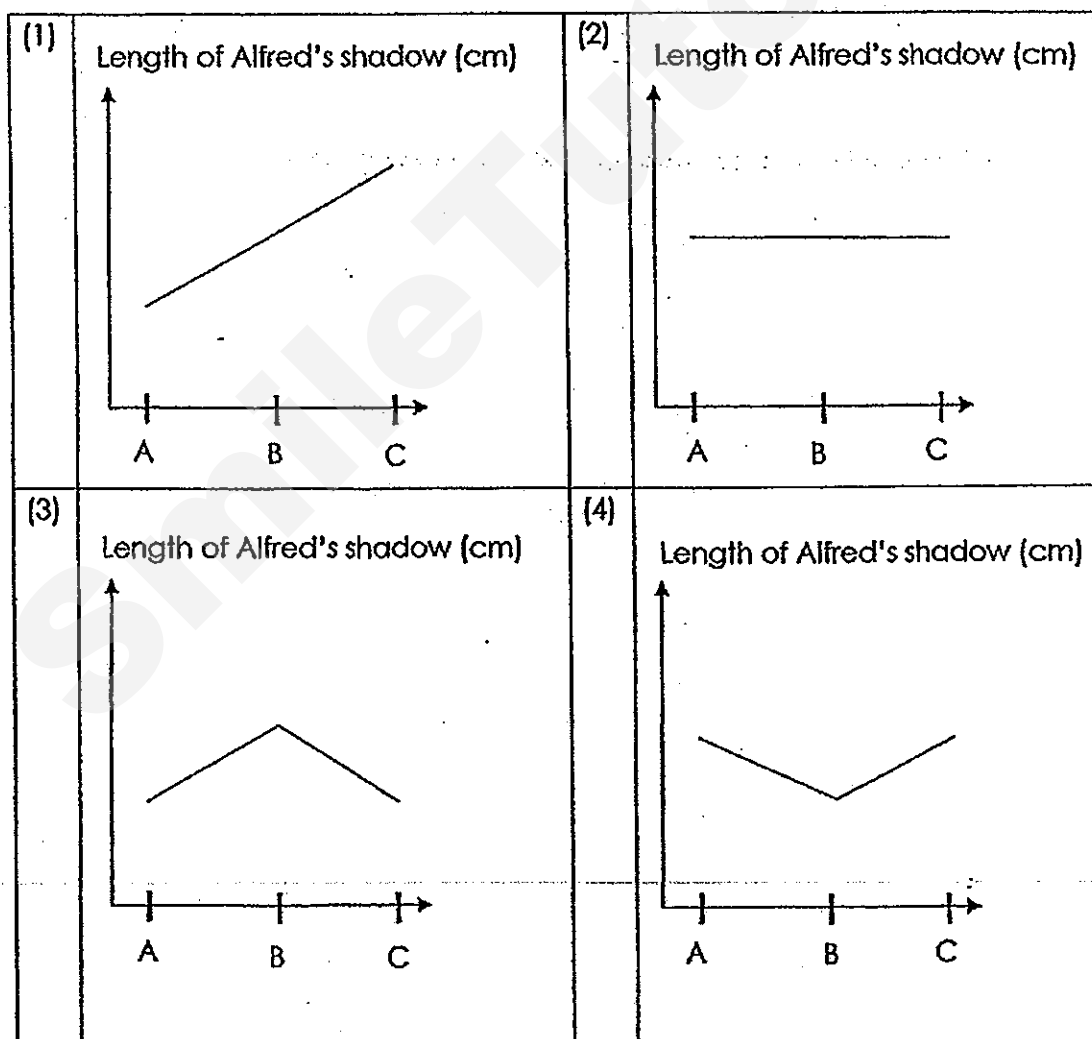 (1)
Length of Alfred's shadow (cm)
A B C
(2)
Length of Alfred's shadow (cm)
A B C
(3)
Length of Alfred's shadow (cm)
A B C
(4)
Length of Alfred's shadow (cm)
A B C